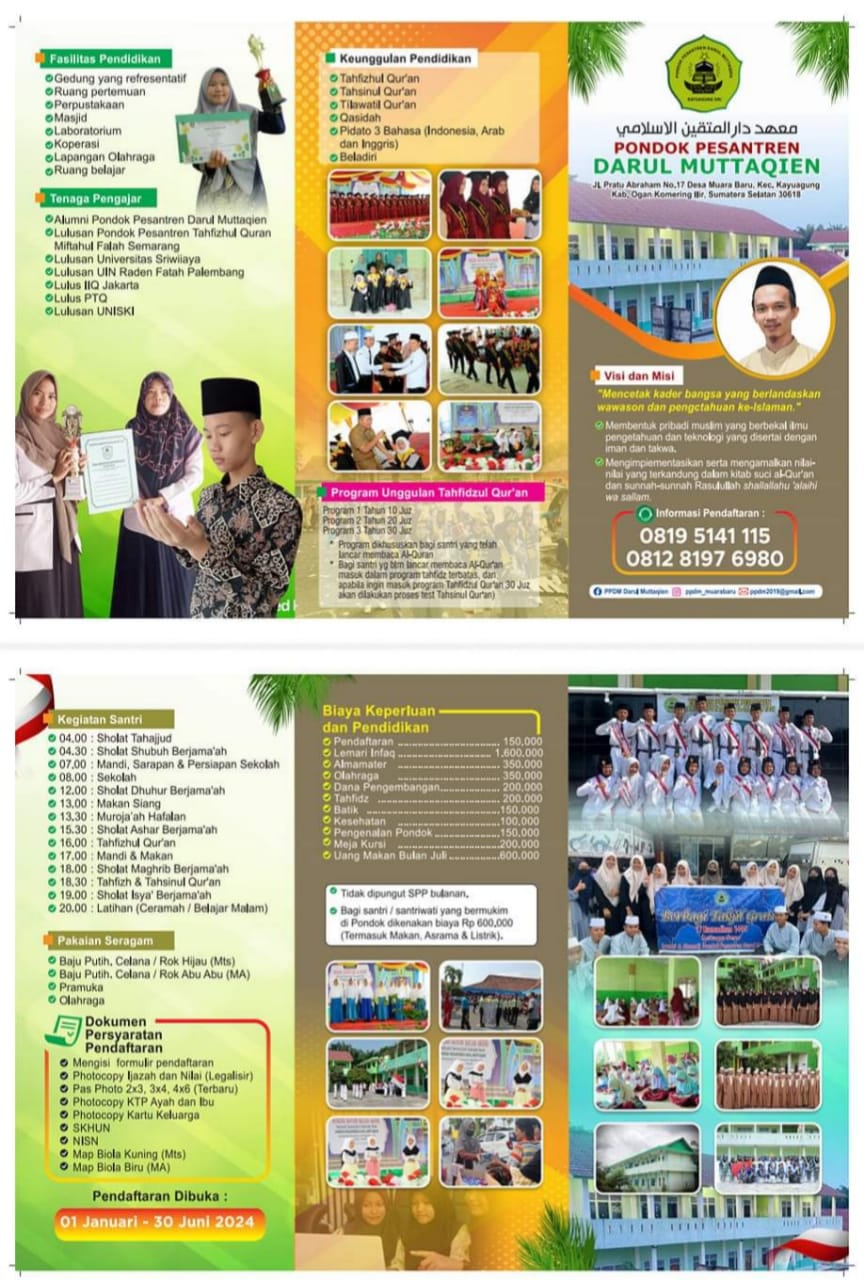 Fasilitas Pendidikan
Gedung yang refresentatif
Ruang pertemuan
Perpustakaan
Masjid
Laboratorium
Koperasi
Lapangan Olahraga
Ruang belajar
Tenaga Pengajar
Alumni Pondok Pesantren Darul Muttaqien
Lulusan Pondok Pesantren Tahfizhul Quran
Miftahul Falah Semarang
Lulusan Universitas Sriwiiaya
Lulusan UIN Raden Fatah Palembang
Lulus IIQ Jakarta
Lulus PTQ
Lulusan UNISKI
Keunggulan Pendidikan
Tahfizhul Qur'an
Tahsinul Qur'an
Tilawatil Qur'an
Qasidah
Pidato 3 Bahasa (Indonesia, Arab
dan Inggris)
Beladiri
Program Unggulan Tahfidzul Qur'an
Program 1 Tahun 10 Juz
Program 2 Tahun 20 Juz
Program 3 Tahun 30 Juz
* Program dikhususkan bagi santri yang telah
lancar membaca Al-Quran
* Bagi santri yg blm lancar membaca Al-Qur'an
masuk dalam program tahfidz terbatas, dan
apabila ingin masuk program Tahfidzul Qur'an 30 Juz
akan dilakukan proses test Tahsinul Qur'an)
PONDOK PESANTREN DARUL MUTTAQIEN
KAYUAGUNG OKI
معهد دارالمتقين الاسلامي
PONDOK PESANTREN
DARUL MUTTAQIEN
JL Pratu Abraham No.17 Desa Muara Baru, Kec, Kayuagung
Kab, Ogan Komering Ilir, Sumatera Selatan 30618
Visi dan Misi
"Mencetak kader bangsa yang berlandaskan
wawason dan pengctahuan ke-Islaman."
Membentuk pribadi muslim yang berbekal ilmu
pengetahuan dan teknologi yang disertai dengan
iman dan takwa.
Mengimpiementasikan serta mengamalkan nilai-
nilai yang terkandung dalam kitab suci al-Qur'an
dan sunnah-sunnah Rasulullah shallallahu 'alaihi
wa sallam.
Informasi Pendaftaran :
0819 5141 115
0812 8197 6980
PPDM Darul Muttaqien ppdm_muarabaru ppdm2019@gmail.com
Kegiatan Santri
04.00 : Sholat Tahajjud
04.30 : Sholat Shubuh Berjama'ah
07.00 : Mandi, Sarapan & Persiapan Sekolah
08.00 : Sekolah
12.00 : Sholat Dhuhur Berjama'ah
13.00 : Makan Siang
13.30 : Muroja'ah Hafalan
15.30 : Sholat Ashar Berjama'ah
16.00 : Tahfizhul Qur'an
17.00 : Mandi & Makan
18.00 : Sholat Maghrib Berjama'ah
18.30 : Tahfizh & Tahsinul Qur'an
19.00 : Sholat Isya' Berjama'ah
20.00 : Latihan (Ceramah / Belajar Malam)
Pakaian Seragam
Baju Putih, Celana / Rok Hijau (Mts)
Baju Putih. Celana / Rok Abu Abu (MA)
Pramuka
Olahraga
Dokumen
Persyaratan
Pendaftaran
Mengisi formulir pendaftaran
Photocopy Ijazah dan Nilai (Legalisir)
Pas Photo 2x3, 3x4, 4x6 (Terbaru)
Photocopy KTP Ayah dan Ibu
Photocopy Kartu Keluarga
SKHUN
NISN
Map Biola Kuning (Mts)
Map Biola Biru (MA)
Pendaftaran Dibuka :
01 Januari - 30 Juni 2024
Biaya Keperluan
dan Pendidikan
Pendaftaran ............ 150,000
Lemari Infaq ............ 1.600,000
Almamater ............ 350.000
Olahraga ............ 350,000
Dana Pengembangan............ 200,000
Tahfidz ............ 200.000
Batik ............ 150,000
Kesehatan ............ 100,000
Pengenalan Pondok ............ 150,000
Meja Kursi ............ 200.000
Uang Makan Bulan Juli ............ 600,000
Tidak dipungut SPP bulanan,
Bagi santri / santriwati yang bermukim
di Pondok dikenakan biaya Rp 600,000
(Termasuk Makan, Asrama & Listrik).
Berbagi Takjil Gratis